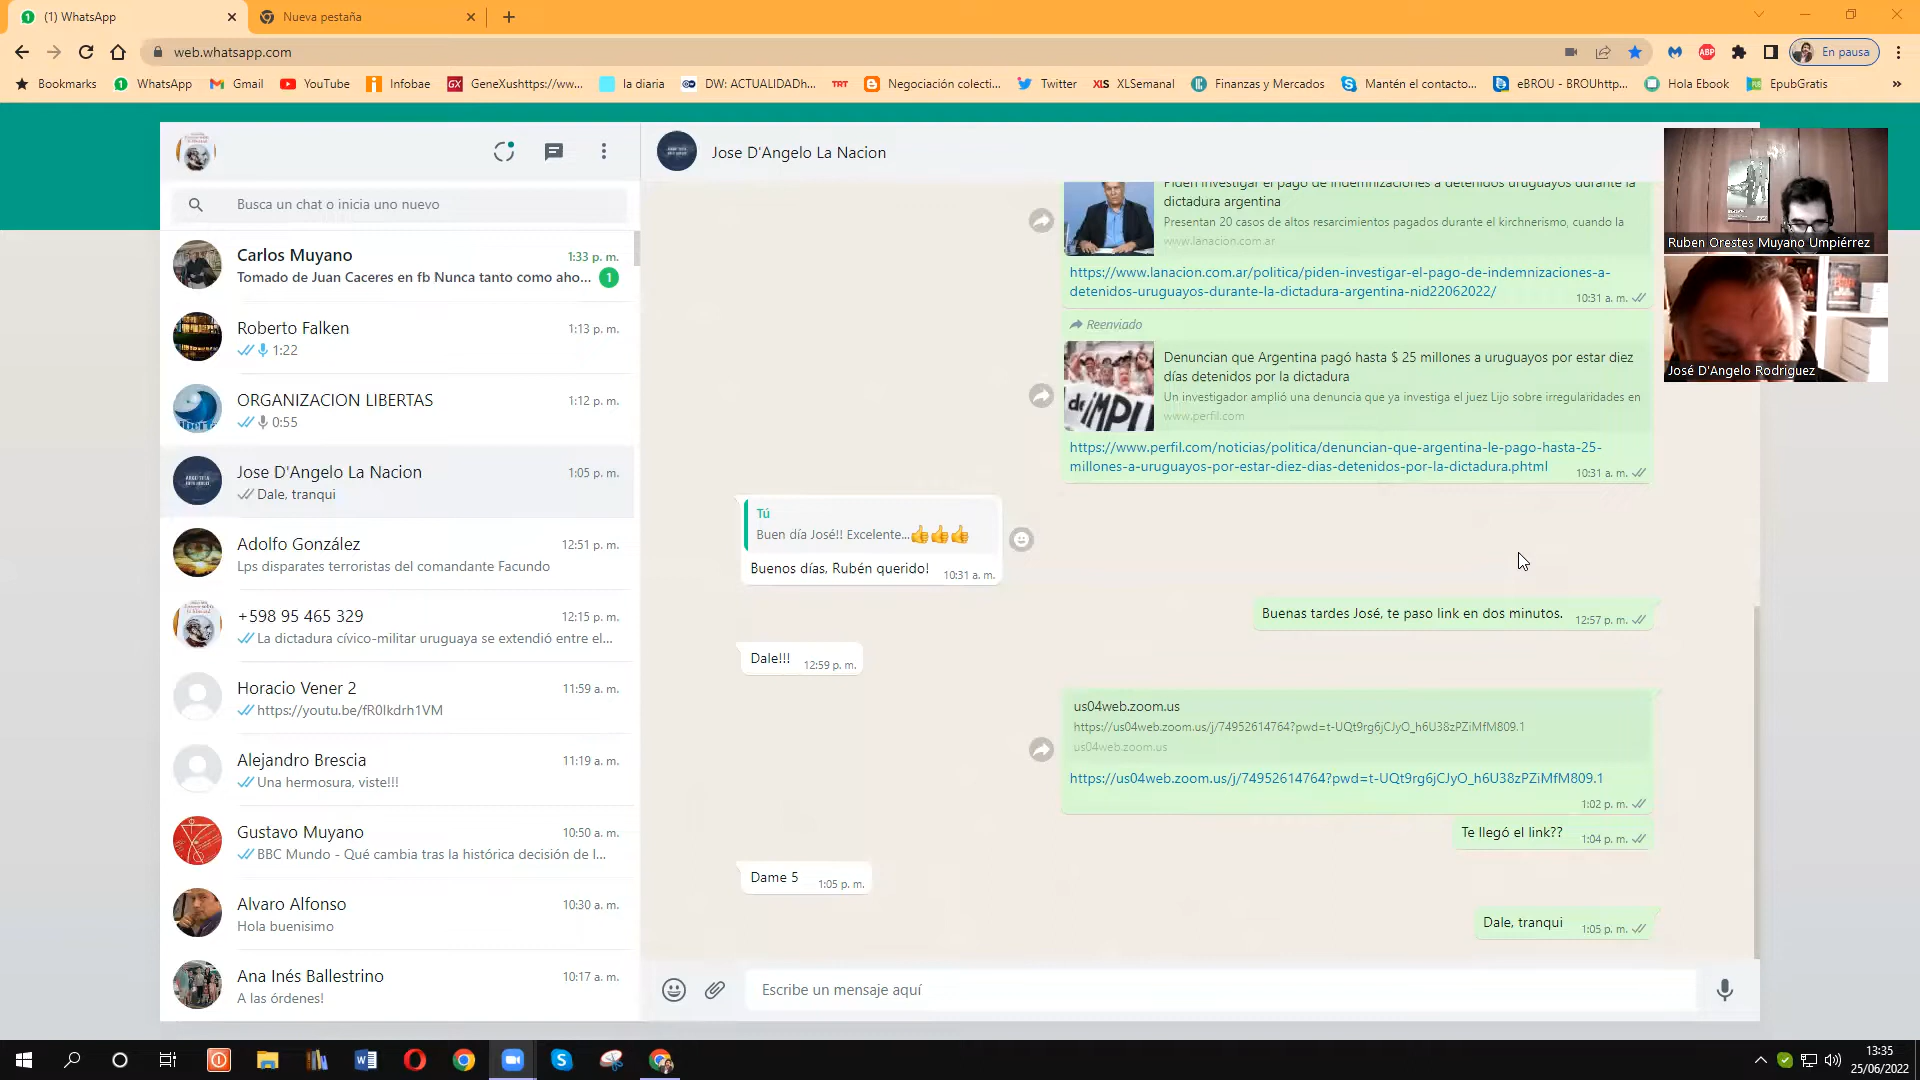 (1) WhatsApp
Nueva pestaña
web.whatsapp.com
ABP
En pausa
Bookmarks
WhatsApp
Gmail
YouTube
Infobae
GeneXushttps://ww...
la diaria
DW: ACTUALIDADh...
TRT
Negociación colecti...
Twitter
XLSemanal
Finanzas y Mercados
Mantén el contacto...
eBROU - BROUhttp...
Hola Ebook
EpubGratis
Busca un chat o inicia uno nuevo
Carlos Muyano
1:33 p. m.
Tomado de Juan Caceres en fb Nunca tanto como aho...
1
Roberto Falken
1:13 p. m.
1:22
ORGANIZACION LIBERTAS
1:12 p. m.
0:55
Jose D'Angelo La Nacion
1:05 p. m.
Dale, tranqui
Adolfo González
12:51 p. m.
Lps disparates terroristas del comandante Facundo
+598 95 465 329
12:15 p. m.
La dictadura cívico-militar uruguaya se extendió entre el...
Horacio Vener 2
11:59 a. m.
https://youtu.be/fR0lkdrh1VM
Alejandro Brescia
11:19 a. m.
Una hermosura, viste!!!
Gustavo Muyano
10:50 a. m.
BBC Mundo - Qué cambia tras la histórica decisión de l...
Alvaro Alfonso
10:30 a. m.
Hola buenisimo
Ana Inés Ballestrino
10:17 a. m.
A las órdenes!
Jose D'Angelo La Nacion
Piden investigar el pago de indemnizaciones a detenidos uruguayos durante la
dictadura argentina
Presentan 20 casos de altos resarcimientos pagados durante el kirchnerismo, cuando la
www.lanacion.com.ar
https://www.lanacion.com.ar/politica/piden-investigar-el-pago-de-indemnizaciones-a-
detenidos-uruguayos-durante-la-dictadura-argentina-nid22062022/
10:31 a. m.
Reenviado
Denuncian que Argentina pagó hasta $ 25 millones a uruguayos por estar diez
días detenidos por la dictadura
Un investigador amplió una denuncia que ya investiga el juez Lijo sobre irregularidades en
www.perfil.com
https://www.perfil.com/noticias/politica/denuncian-que-argentina-le-pago-hasta-25-
millones-a-uruguayos-por-estar-diez-dias-detenidos-por-la-dictadura.phtml
10:31 a. m.
Tú
Buen día José!! Excelente...👍👍👍
Buenos días, Rubén querido!
10:31 a. m.
Buenas tardes José, te paso link en dos minutos.
12:57 p. m.
Dale!!!
12:59 p. m.
us04web.zoom.us
https://us04web.zoom.us/j/74952614764?pwd=t-UQt9rg6jCJyO_h6U38zPZiMfM809.1
us04web.zoom.us
https://us04web.zoom.us/j/74952614764?pwd=t-UQt9rg6jCJyO_h6U38zPZiMfM809.1
1:02 p. m.
Te llegó el link??
1:04 p. m.
Dame 5
1:05 p. m.
Dale, tranqui
1:05 p. m.
Escribe un mensaje aquí
Ruben Orestes Muyano Umpiérrez
José D'Angelo Rodriguez
13:35
25/06/2022